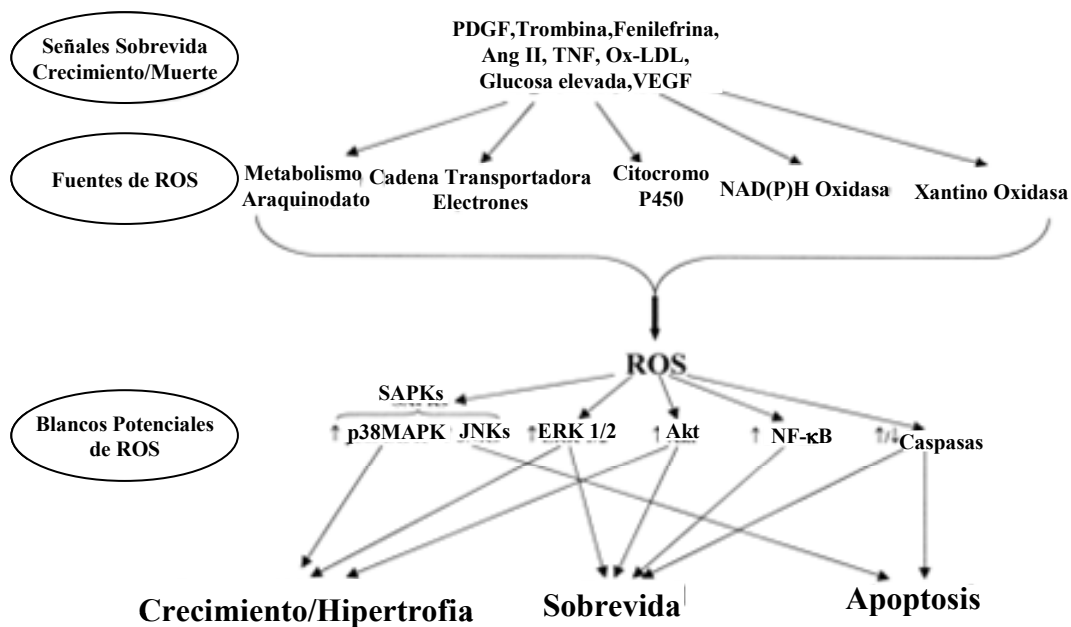 Señales Sobrevida
Crecimiento/Muerte
PDGF,Trombina,Fenilefrina,
Ang II, TNF, Ox-LDL,
Glucosa elevada,VEGF
Fuentes de ROS
Metabolismo
Araquinodato
Cadena Transportadora
Electrones
Citocromo
P450
NAD(P)H Oxidasa
Xantino Oxidasa
ROS
Blancos Potenciales
de ROS
SAPKs
↑ p38MAPK JNKs
↑ ERK 1/2
↑ Akt
↑ NF-κB
↑/↓ Caspasas
Crecimiento/Hipertrofia
Sobrevida
Apoptosis